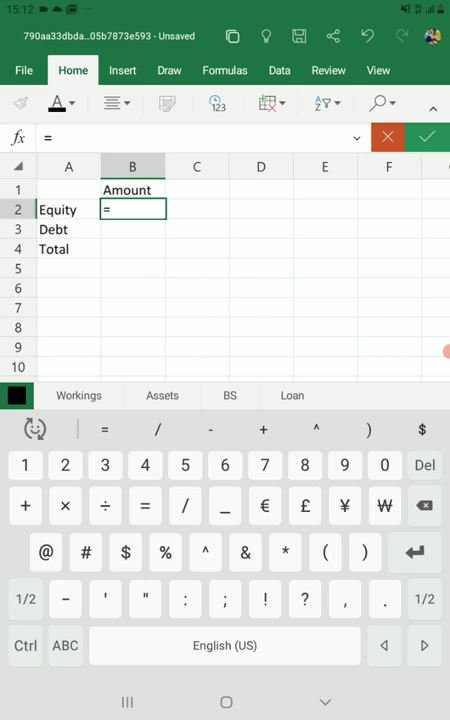 15:12
790aa33dbda...05b7873e593 - Unsaved
File Home Insert Draw Formulas Data Review View
A 123 A Z
fx =
A B C D E F
1 Amount
2 Equity =
3 Debt
4 Total
5
6
7
8
9
10
Workings Assets BS Loan
= / - + ^ ) $
1 2 3 4 5 6 7 8 9 0 Del
+ × ÷ = / _ € £ ¥ ₩
@ # $ % ^ & * ( )
1/2 - ' " : ; ! ? , . 1/2
Ctrl ABC English (US)